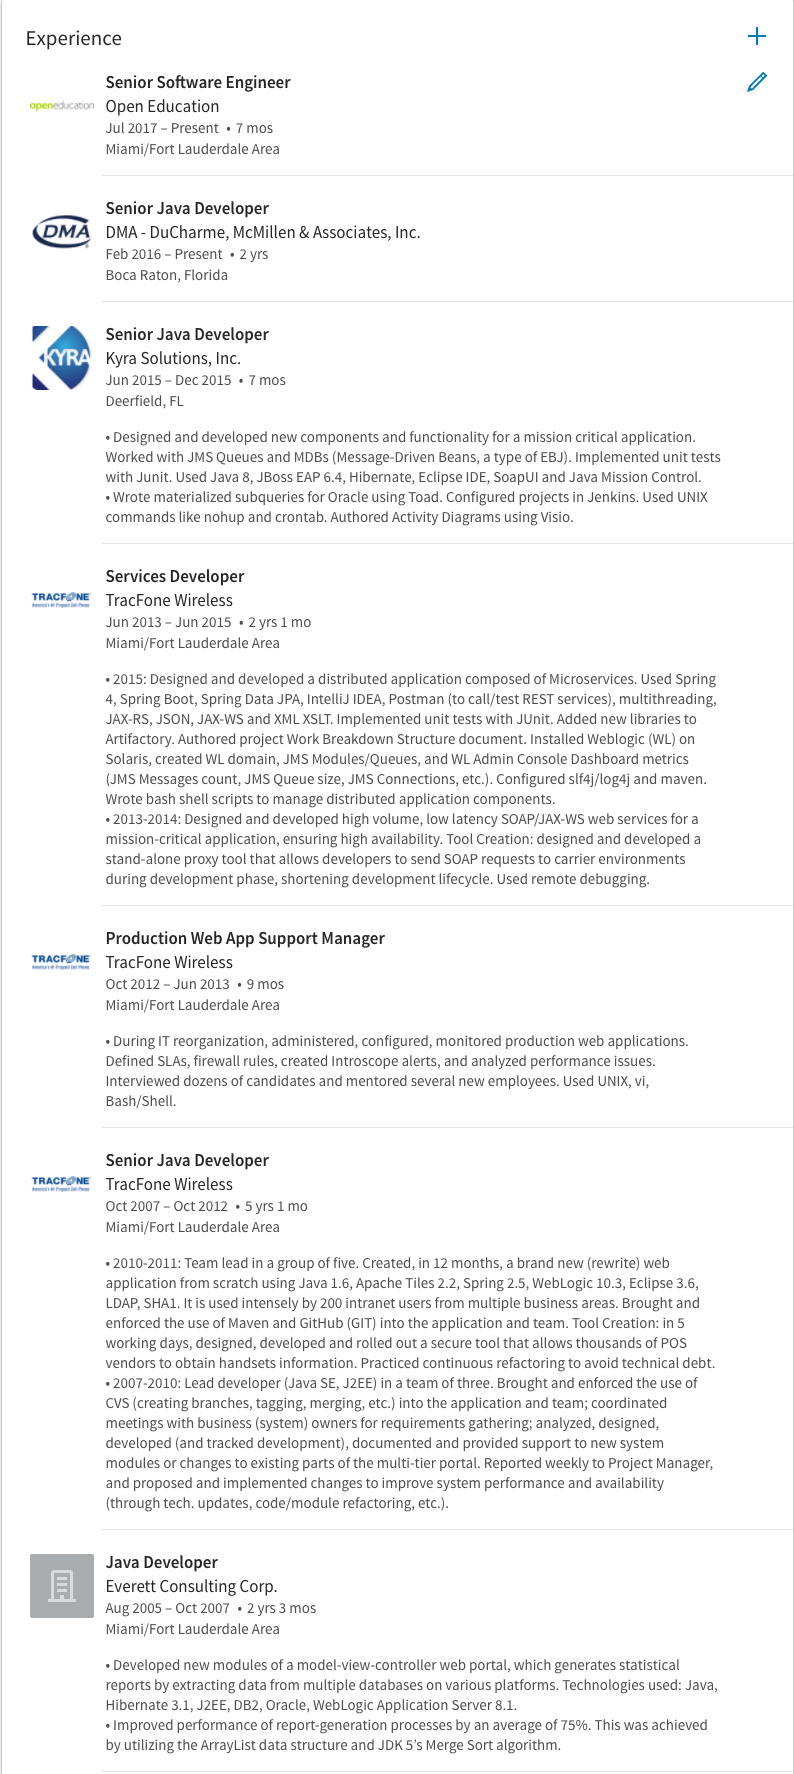 Experience
Senior Software Engineer
openeducation
Open Education
Jul 2017 – Present • 7 mos
Miami/Fort Lauderdale Area
Senior Java Developer
DMA
DMA - DuCharme, McMillen & Associates, Inc.
Feb 2016 – Present • 2 yrs
Boca Raton, Florida
Senior Java Developer
KYRA
Kyra Solutions, Inc.
Jun 2015 – Dec 2015 • 7 mos
Deerfield, FL
• Designed and developed new components and functionality for a mission critical application.
Worked with JMS Queues and MDBs (Message-Driven Beans, a type of EBJ). Implemented unit tests
with Junit. Used Java 8, JBoss EAP 6.4, Hibernate, Eclipse IDE, SoapUI and Java Mission Control.
• Wrote materialized subqueries for Oracle using Toad. Configured projects in Jenkins. Used UNIX
commands like nohup and crontab. Authored Activity Diagrams using Visio.
Services Developer
TRACFONE
America's #1 Prepaid Cell Phone
TracFone Wireless
Jun 2013 – Jun 2015 • 2 yrs 1 mo
Miami/Fort Lauderdale Area
• 2015: Designed and developed a distributed application composed of Microservices. Used Spring
4, Spring Boot, Spring Data JPA, IntelliJ IDEA, Postman (to call/test REST services), multithreading,
JAX-RS, JSON, JAX-WS and XML XSLT. Implemented unit tests with JUnit. Added new libraries to
Artifactory. Authored project Work Breakdown Structure document. Installed Weblogic (WL) on
Solaris, created WL domain, JMS Modules/Queues, and WL Admin Console Dashboard metrics
(JMS Messages count, JMS Queue size, JMS Connections, etc.). Configured slf4j/log4j and maven.
Wrote bash shell scripts to manage distributed application components.
• 2013-2014: Designed and developed high volume, low latency SOAP/JAX-WS web services for a
mission-critical application, ensuring high availability. Tool Creation: designed and developed a
stand-alone proxy tool that allows developers to send SOAP requests to carrier environments
during development phase, shortening development lifecycle. Used remote debugging.
Production Web App Support Manager
TRACFONE
America's #1 Prepaid Cell Phone
TracFone Wireless
Oct 2012 – Jun 2013 • 9 mos
Miami/Fort Lauderdale Area
• During IT reorganization, administered, configured, monitored production web applications.
Defined SLAs, firewall rules, created Introscope alerts, and analyzed performance issues.
Interviewed dozens of candidates and mentored several new employees. Used UNIX, vi,
Bash/Shell.
Senior Java Developer
TRACFONE
America's #1 Prepaid Cell Phone
TracFone Wireless
Oct 2007 – Oct 2012 • 5 yrs 1 mo
Miami/Fort Lauderdale Area
• 2010-2011: Team lead in a group of five. Created, in 12 months, a brand new (rewrite) web
application from scratch using Java 1.6, Apache Tiles 2.2, Spring 2.5, WebLogic 10.3, Eclipse 3.6,
LDAP, SHA1. It is used intensely by 200 intranet users from multiple business areas. Brought and
enforced the use of Maven and GitHub (GIT) into the application and team. Tool Creation: in 5
working days, designed, developed and rolled out a secure tool that allows thousands of POS
vendors to obtain handsets information. Practiced continuous refactoring to avoid technical debt.
• 2007-2010: Lead developer (Java SE, J2EE) in a team of three. Brought and enforced the use of
CVS (creating branches, tagging, merging, etc.) into the application and team; coordinated
meetings with business (system) owners for requirements gathering; analyzed, designed,
developed (and tracked development), documented and provided support to new system
modules or changes to existing parts of the multi-tier portal. Reported weekly to Project Manager,
and proposed and implemented changes to improve system performance and availability
(through tech. updates, code/module refactoring, etc.).
Java Developer
Everett Consulting Corp.
Aug 2005 – Oct 2007 • 2 yrs 3 mos
Miami/Fort Lauderdale Area
• Developed new modules of a model-view-controller web portal, which generates statistical
reports by extracting data from multiple databases on various platforms. Technologies used: Java,
Hibernate 3.1, J2EE, DB2, Oracle, WebLogic Application Server 8.1.
• Improved performance of report-generation processes by an average of 75%. This was achieved
by utilizing the ArrayList data structure and JDK 5's Merge Sort algorithm.